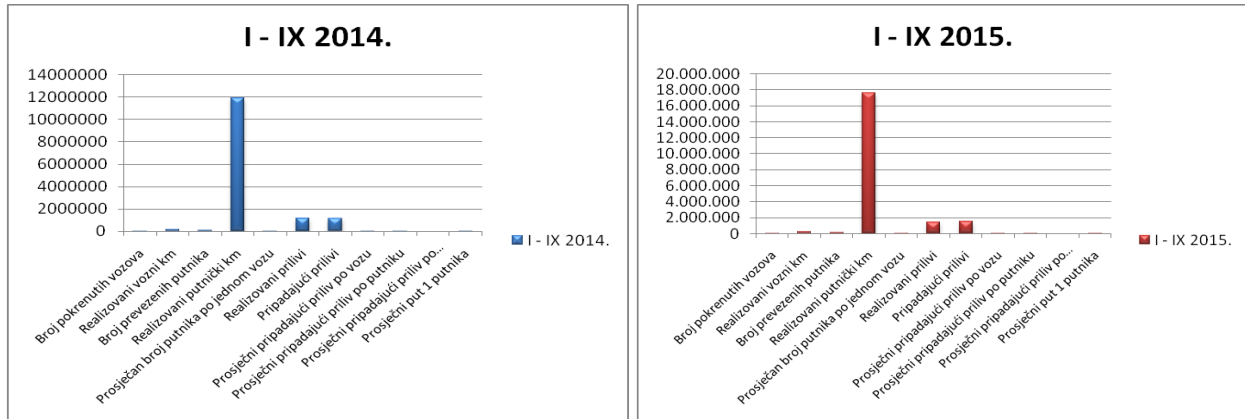 I - IX 2014.
14000000
12000000
10000000
8000000
6000000
4000000
2000000
0
I - IX 2014.
Broj pokrenutih vozova
Realizovani vozni km
Broj prevezenih putnika
Realizovani putnički km
Prosječan broj putnika po jednom vozu
Realizovani prilivi
Pripadajući prilivi
Prosječni pripadajući priliv po vozu
Prosječni pripadajući priliv po putniku
Prosječni pripadajući priliv po...
Prosječni put 1 putnika
I - IX 2015.
20.000.000
18.000.000
16.000.000
14.000.000
12.000.000
10.000.000
8.000.000
6.000.000
4.000.000
2.000.000
0
I - IX 2015.
Broj pokrenutih vozova
Realizovani vozni km
Broj prevezenih putnika
Realizovani putnički km
Prosječan broj putnika po jednom vozu
Realizovani prilivi
Pripadajući prilivi
Prosječni pripadajući priliv po vozu
Prosječni pripadajući priliv po putniku
Prosječni pripadajući priliv po...
Prosječni put 1 putnika